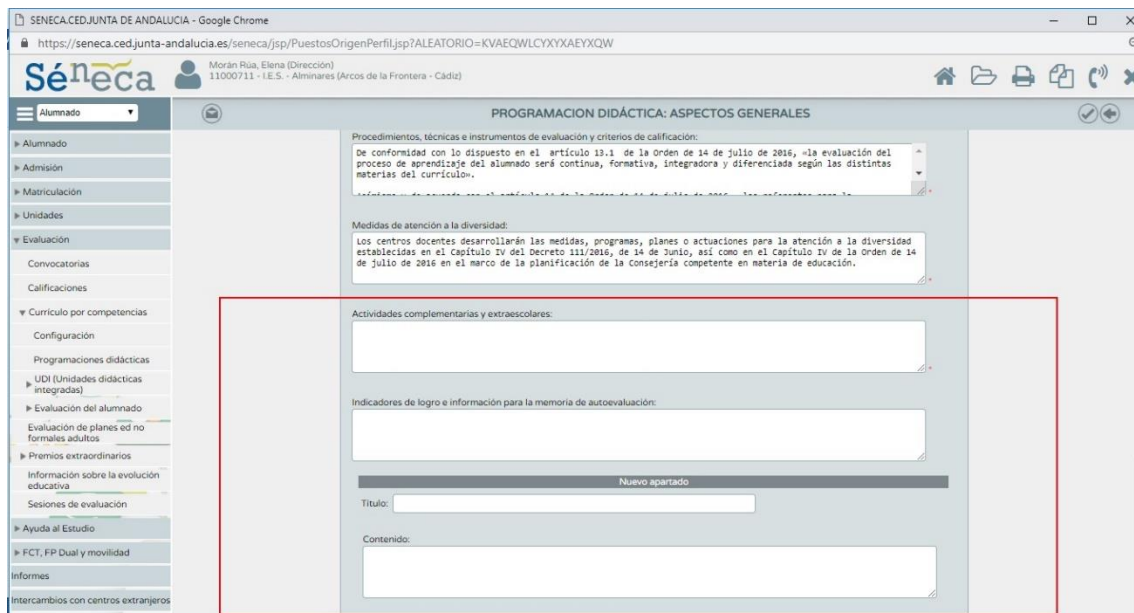 SENECA.CED.JUNTA DE ANDALUCIA - Google Chrome
https://seneca.ced.junta-andalucia.es/seneca/jsp/PuestosOrigenPerfil.jsp?ALEATORIO=KVAEQWLCYXYXAEYXQW
Séneca
Morán Rúa, Elena (Dirección)
11000711 - I.E.S. - Alminares (Arcos de la Frontera - Cádiz)
Alumnado
PROGRAMACION DIDÁCTICA: ASPECTOS GENERALES
Alumnado
Admisión
Matriculación
Unidades
Evaluación
Convocatorias
Calificaciones
Currículo por competencias
Configuración
Programaciones didácticas
UDI (Unidades didácticas
integradas)
Evaluación del alumnado
Evaluación de planes ed no
formales adultos
Premios extraordinarios
Información sobre la evolución
educativa
Sesiones de evaluación
Ayuda al Estudio
FCT, FP Dual y movilidad
Informes
Intercambios con centros extranjeros
Procedimientos, técnicas e instrumentos de evaluación y criterios de calificación:
De conformidad con lo dispuesto en el artículo 13.1 de la Orden de 14 de julio de 2016, «la evaluación del
proceso de aprendizaje del alumnado será continua, formativa, integradora y diferenciada según las distintas
materias del currículo».
Medidas de atención a la diversidad:
Los centros docentes desarrollarán las medidas, programas, planes o actuaciones para la atención a la diversidad
establecidas en el Capítulo IV del Decreto 111/2016, de 14 de Junio, así como en el Capítulo IV de la Orden de 14
de julio de 2016 en el marco de la planificación de la Consejería competente en materia de educación.
Actividades complementarias y extraescolares:
Indicadores de logro e información para la memoria de autoevaluación:
Nuevo apartado
Título:
Contenido: